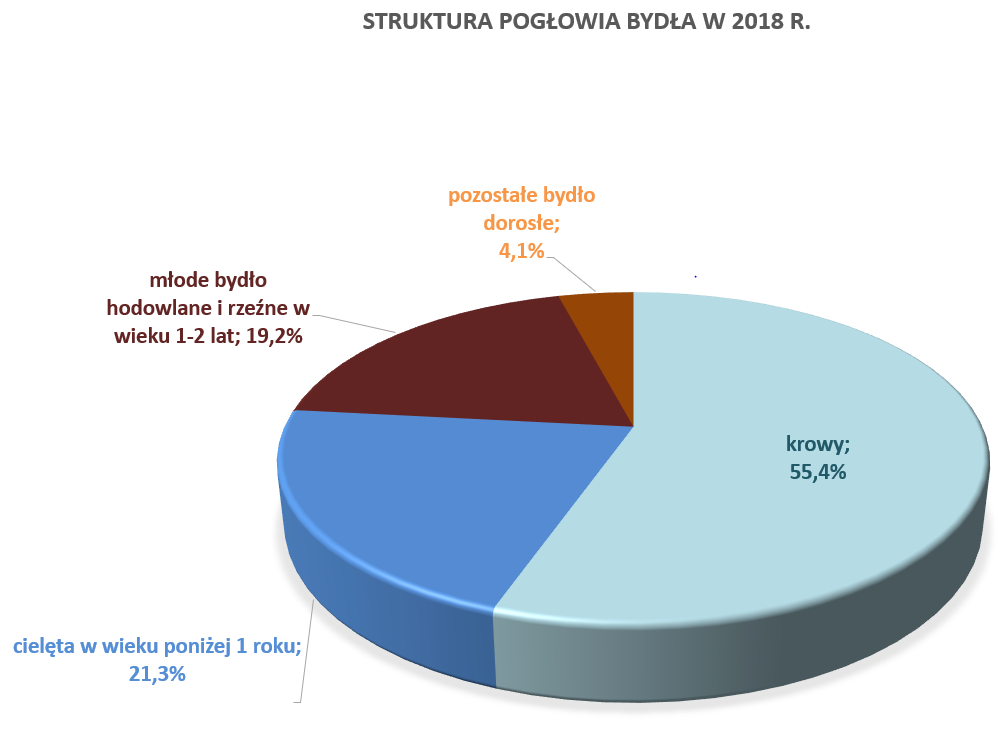 STRUKTURA POGŁOWIA BYDŁA W 2018 R.
pozostałe bydło
dorosłe;
4,1%
młode bydło
hodowlane i rzeźne w
wieku 1-2 lat; 19,2%
krowy;
55,4%
cielęta w wieku poniżej 1 roku;
21,3%